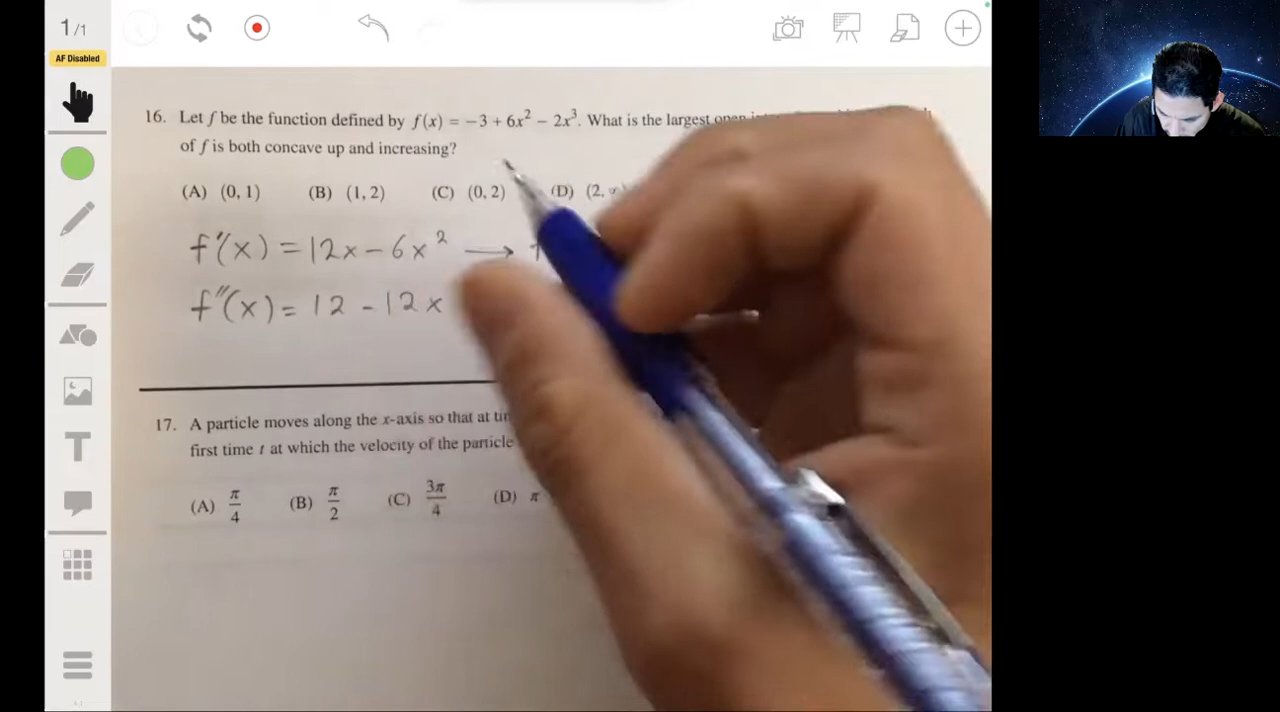 1/1
AF Disabled
16. Let f be the function defined by f(x) = −3 + 6x² − 2x³. What is the largest open
of f is both concave up and increasing?
(A) (0, 1) (B) (1, 2) (C) (0, 2) (D) (2,
f'(x) = 12x − 6x² →
f''(x) = 12 − 12x
17. A particle moves along the x-axis so that at
first time t at which the velocity of the particle
(A) π/4 (B) π/2 (C) 3π/4 (D) π
T